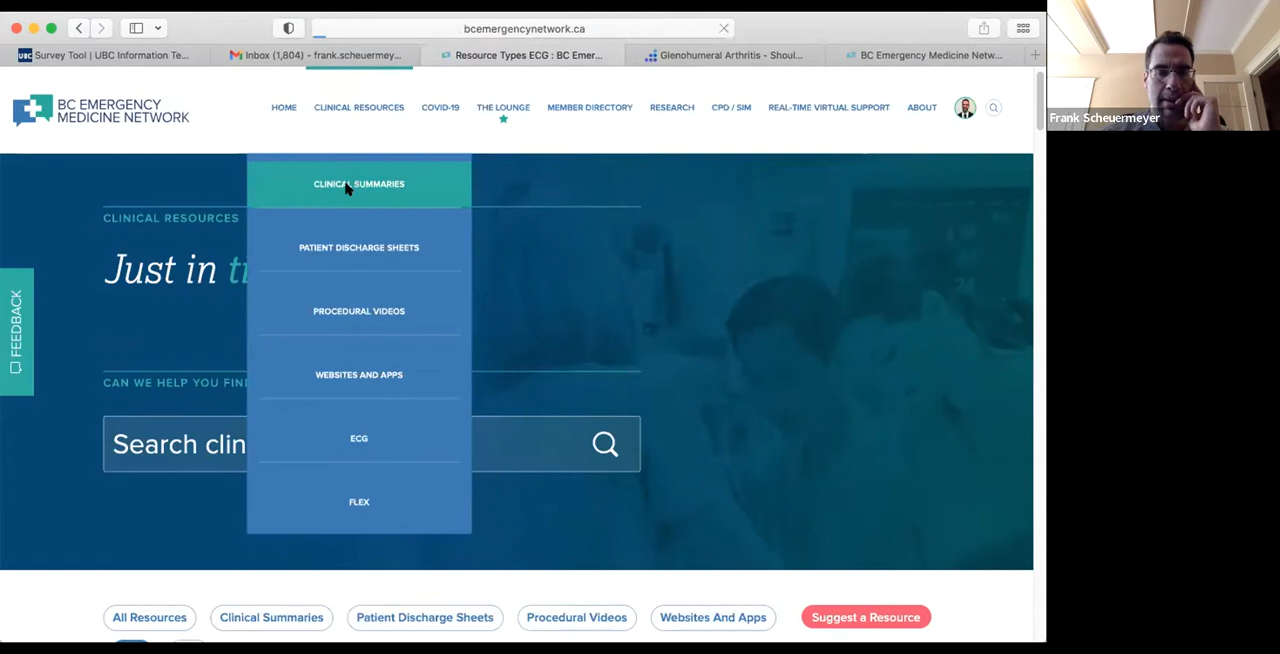 bcemergencynetwork.ca
UBC Survey Tool | UBC Information Te...
Inbox (1,804) - frank.scheuermey...
Resource Types ECG : BC Emer...
Glenohumeral Arthritis - Shoul...
BC Emergency Medicine Netw...
BC EMERGENCY
MEDICINE NETWORK
HOME
CLINICAL RESOURCES
COVID-19
THE LOUNGE
MEMBER DIRECTORY
RESEARCH
CPD / SIM
REAL-TIME VIRTUAL SUPPORT
ABOUT
Frank Scheuermeyer
CLINICAL SUMMARIES
PATIENT DISCHARGE SHEETS
PROCEDURAL VIDEOS
WEBSITES AND APPS
ECG
FLEX
CLINICAL RESOURCES
Just in ti
CAN WE HELP YOU FIN
Search clin
FEEDBACK
All Resources
Clinical Summaries
Patient Discharge Sheets
Procedural Videos
Websites And Apps
Suggest a Resource